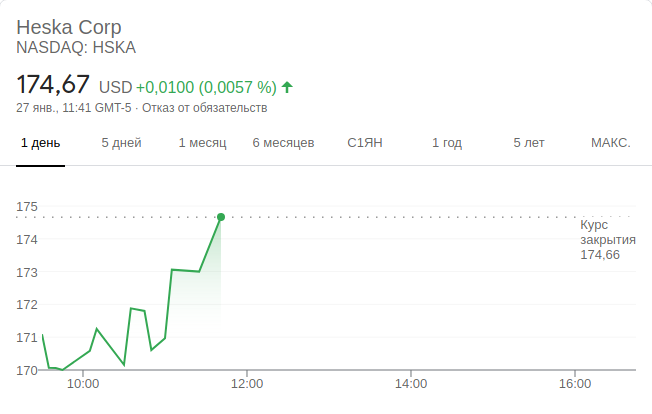 Heska Corp
NASDAQ: HSKA
174,67 USD +0,0100 (0,0057 %)
27 янв., 11:41 GMT-5 · Отказ от обязательств
1 день 5 дней 1 месяц 6 месяцев С1ЯН 1 год 5 лет МАКС.
175
174
173
172
171
170
Курс
закрытия
174,66
10:00 12:00 14:00 16:00